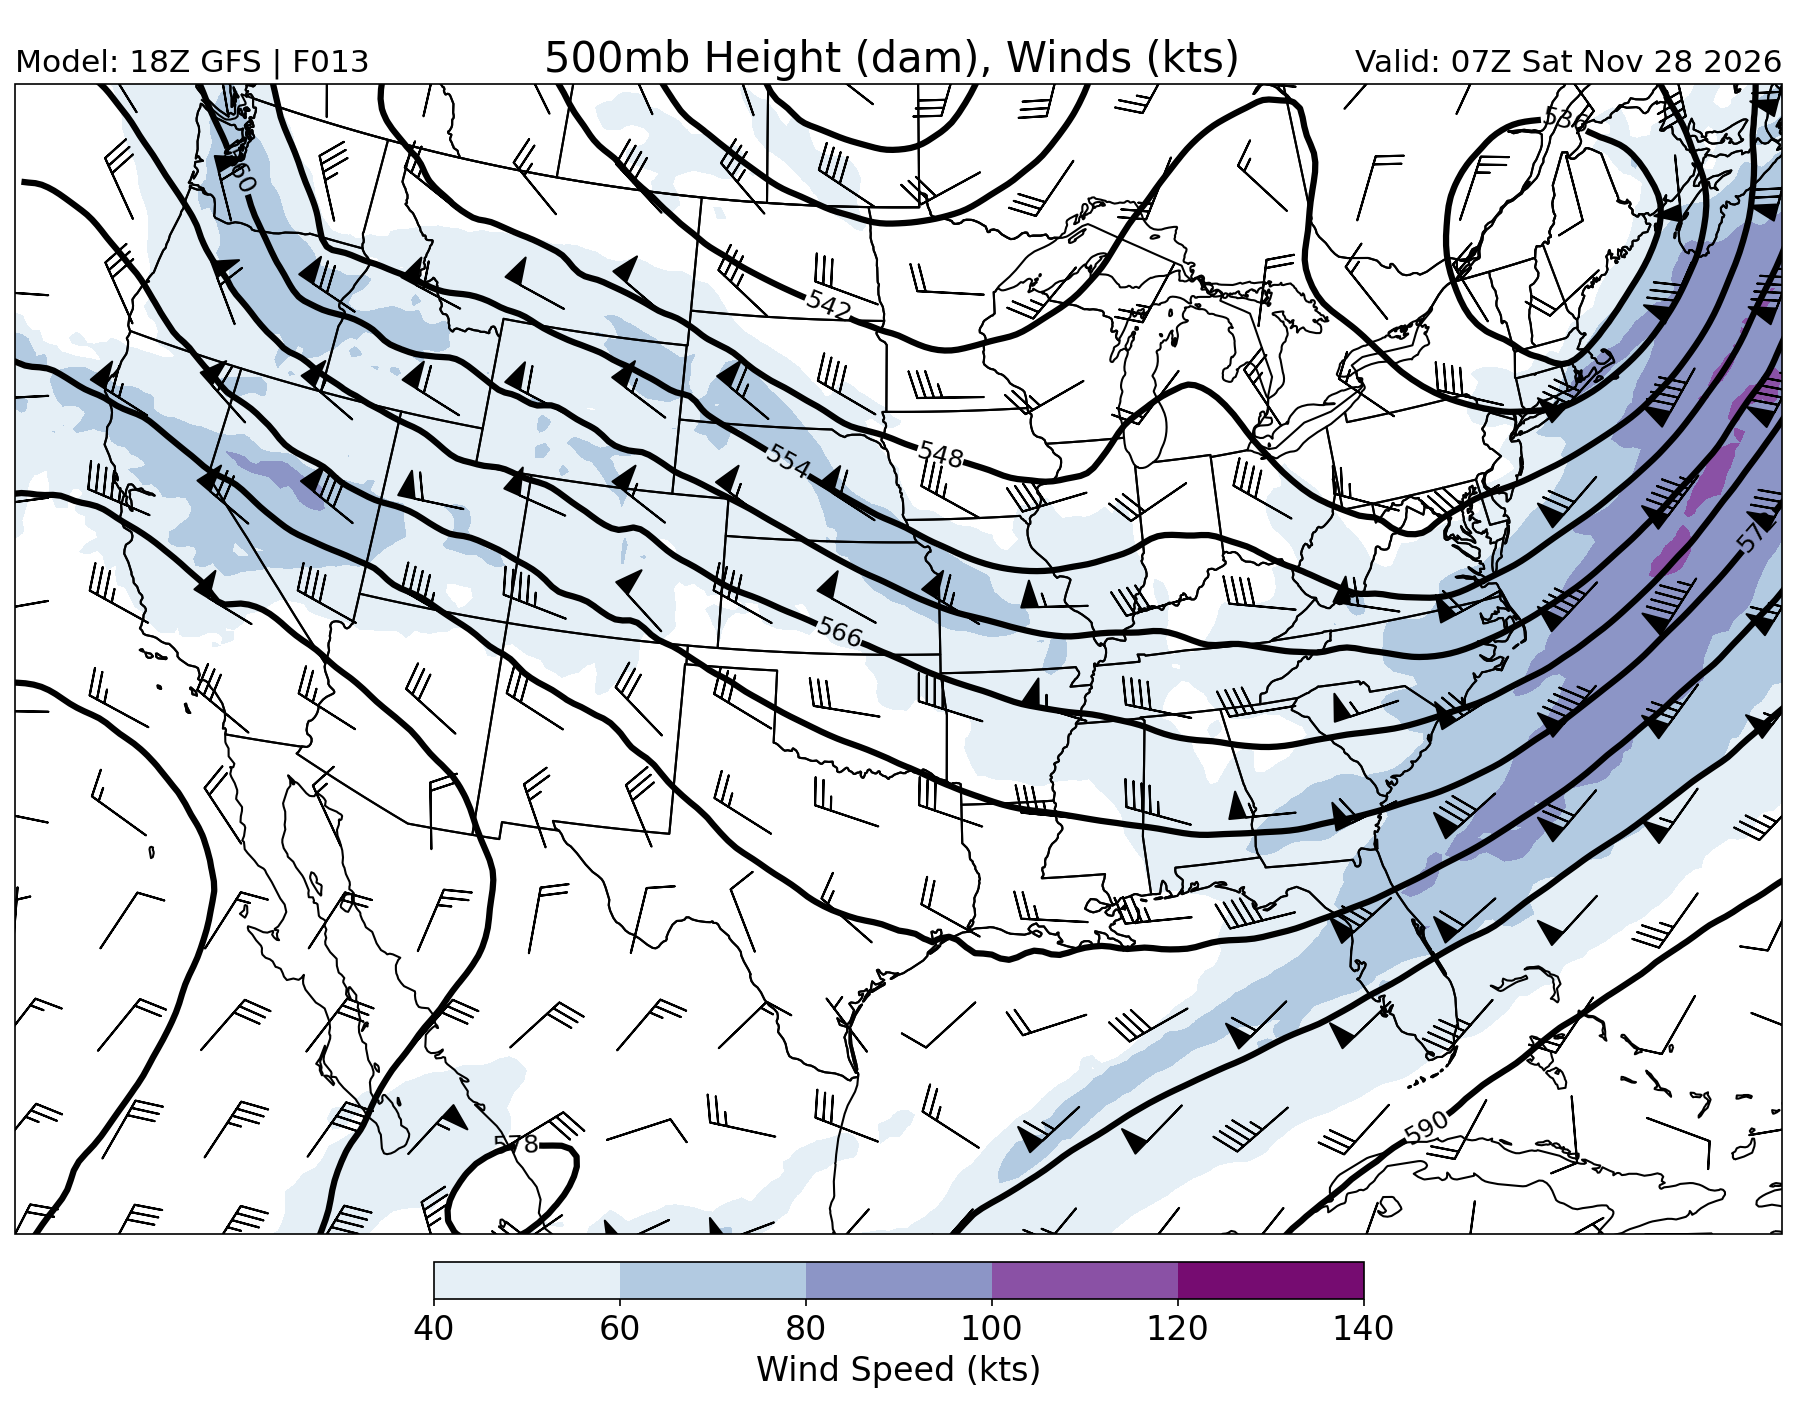 Model: 18Z GFS | F013
500mb Height (dam), Winds (kts)
Valid: 07Z Sat Nov 28 2026
536
542
548
554
566
578
590
40 60 80 100 120 140
Wind Speed (kts)